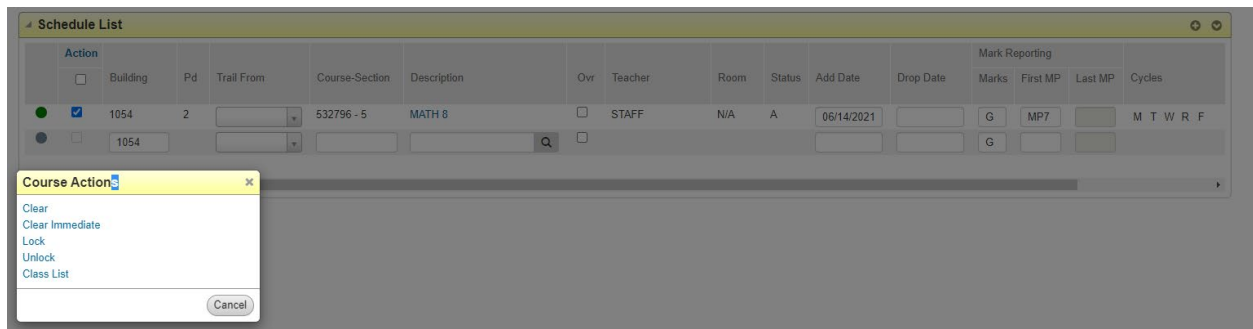 Schedule List
Action
Mark Reporting
Building Pd Trail From Course-Section Description Ovr Teacher Room Status Add Date Drop Date Marks First MP Last MP Cycles
1054 2 532796 - 5 MATH 8 STAFF N/A A 06/14/2021 G MP7 M T W R F
1054 G
Course Actions
Clear
Clear Immediate
Lock
Unlock
Class List
Cancel